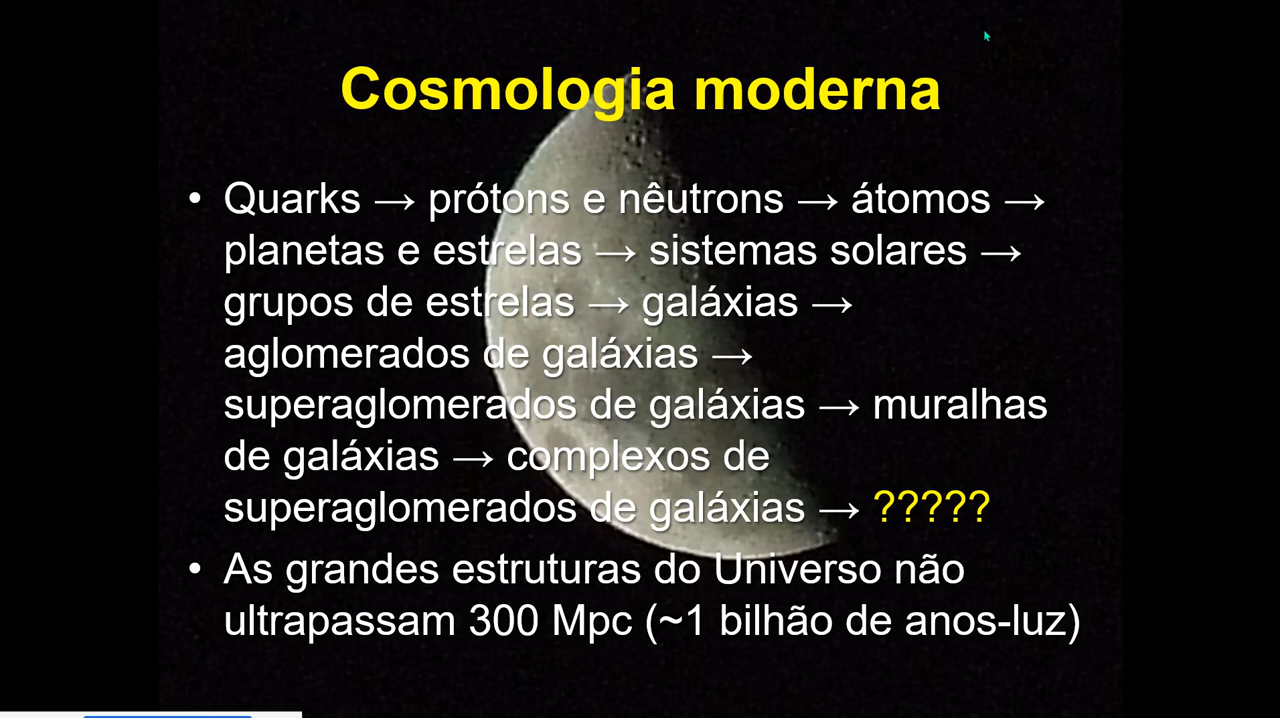 Cosmologia moderna
• Quarks → prótons e nêutrons → átomos →
planetas e estrelas → sistemas solares →
grupos de estrelas → galáxias →
aglomerados de galáxias →
superaglomerados de galáxias → muralhas
de galáxias → complexos de
superaglomerados de galáxias → ?????
• As grandes estruturas do Universo não
ultrapassam 300 Mpc (~1 bilhão de anos-luz)